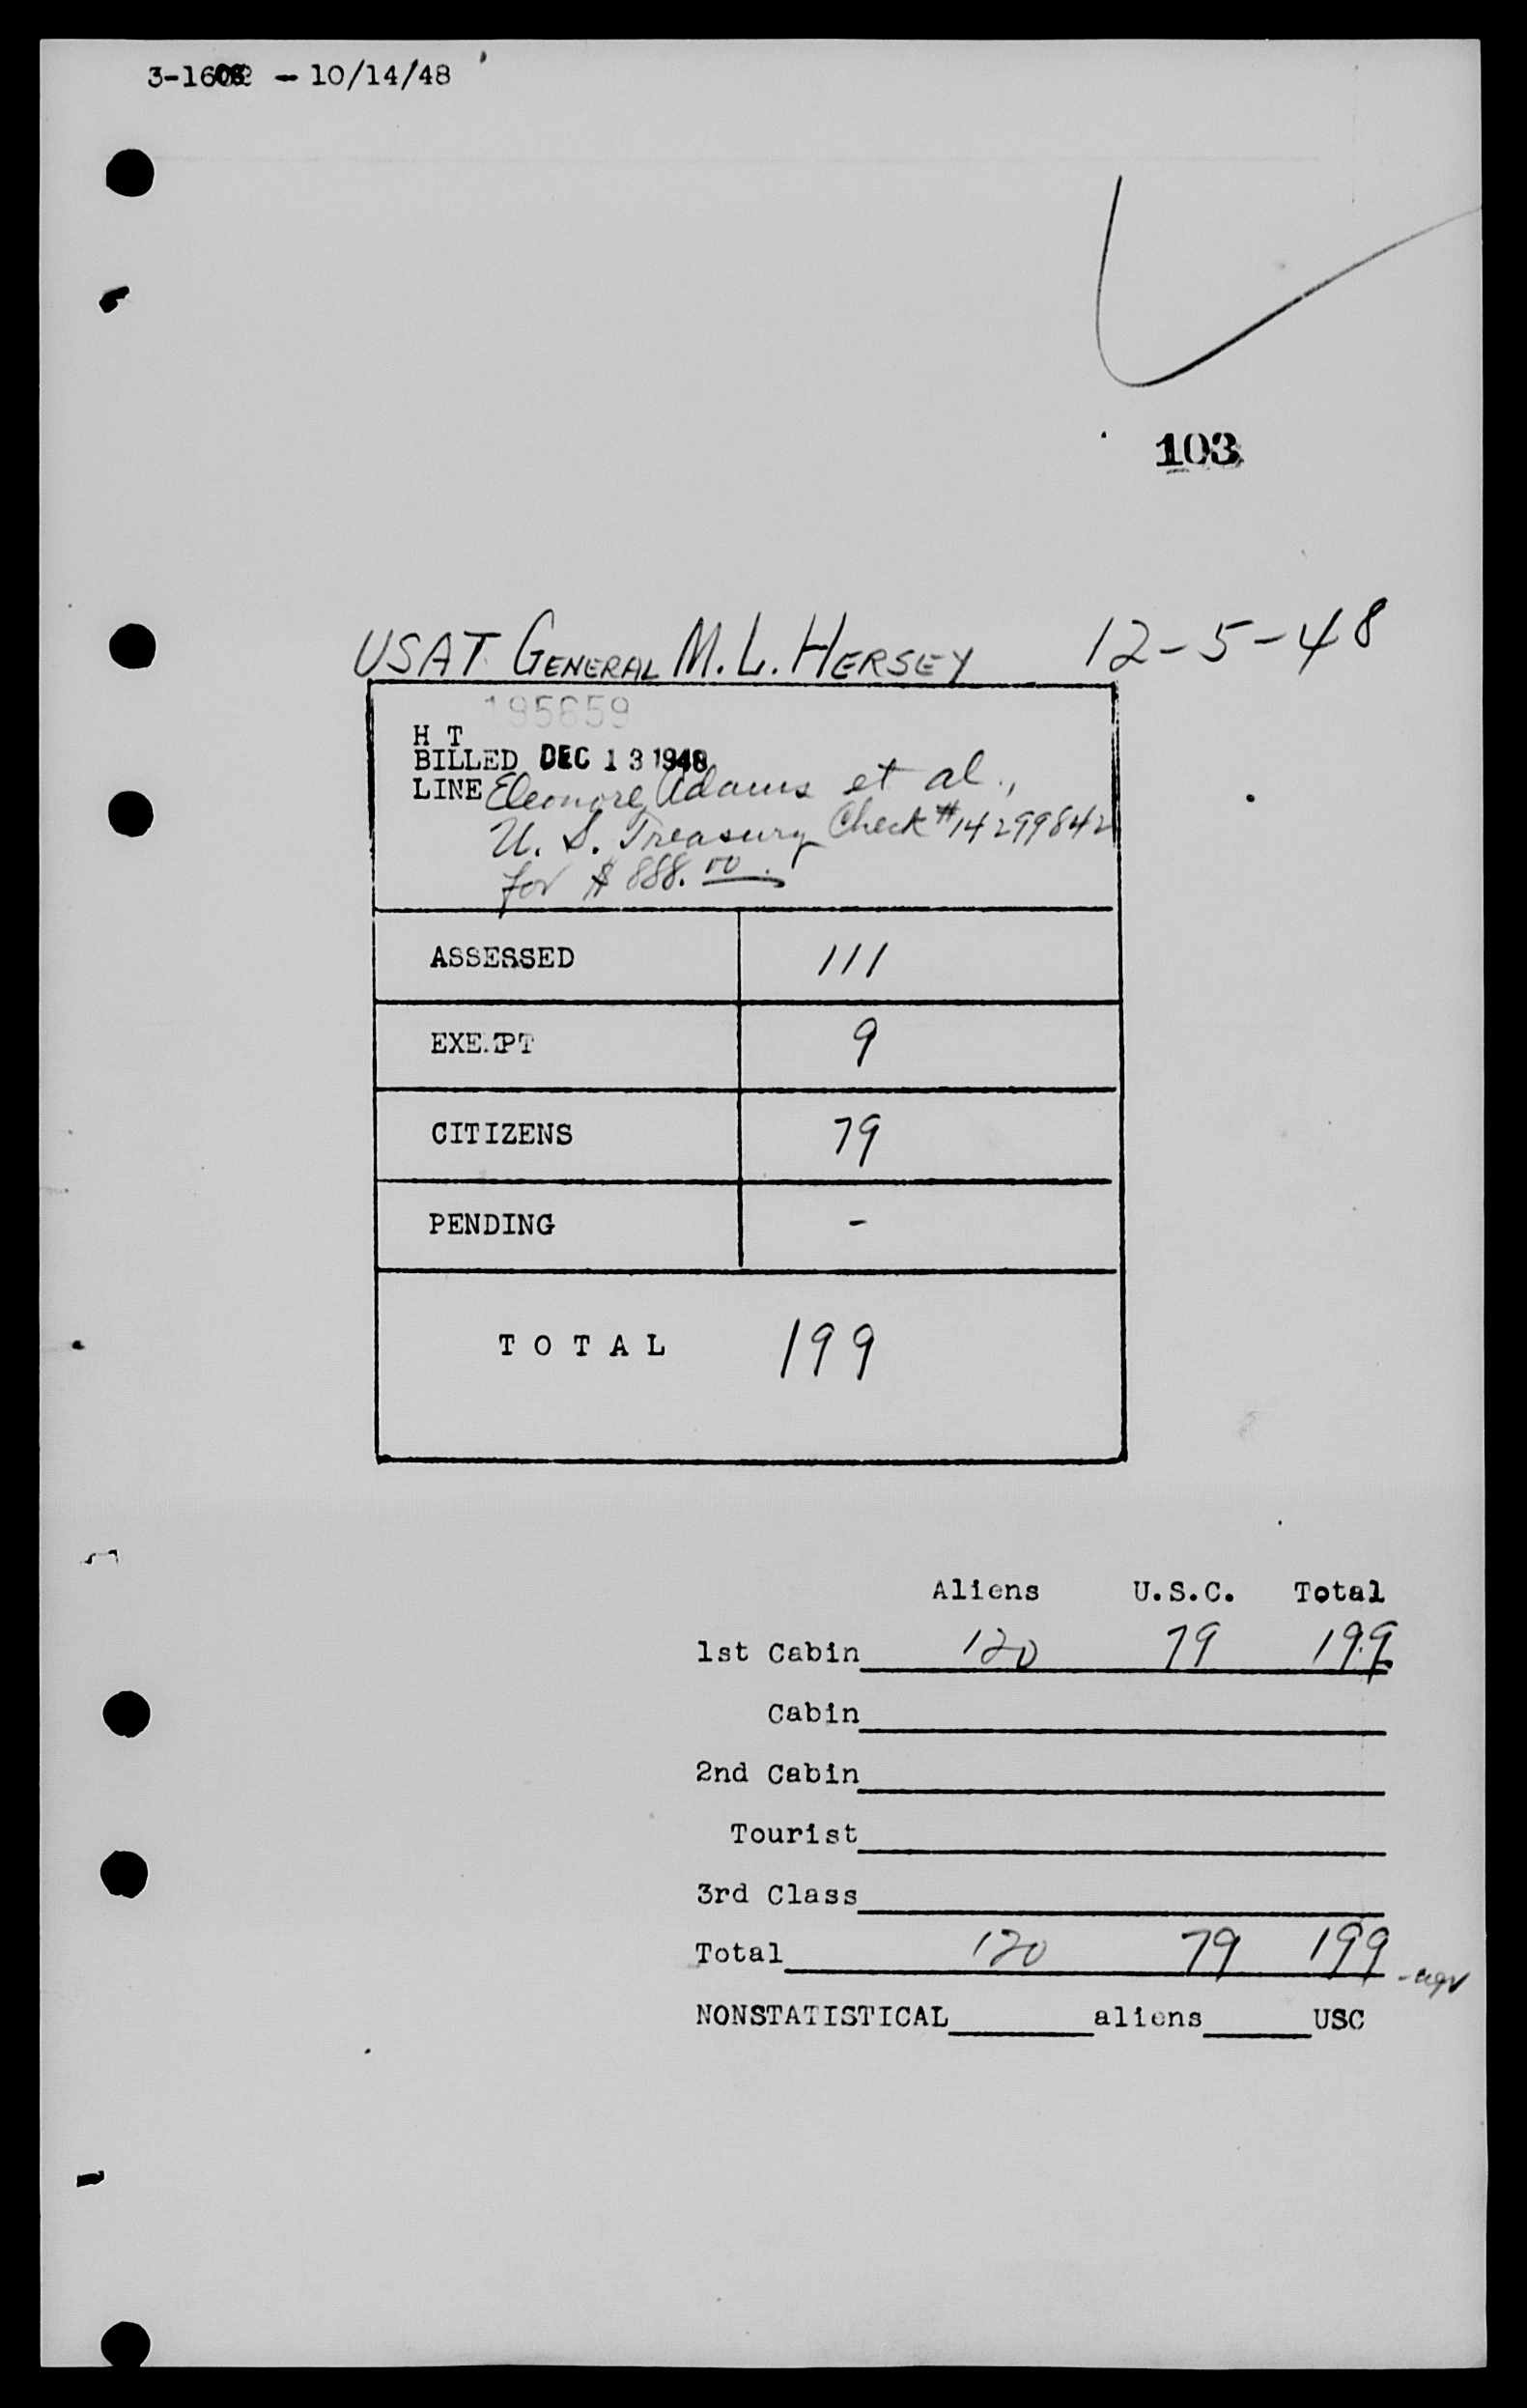 - 10/14/48
103
USAT GENERAL M. L. HERSEY 12-5-48
195659
H T
BILLED DEC 13 1948
LINE Eleonore Adams et al.,
U. S. Treasury Check #14299842
for $888.00.
ASSESSED 111
EXEMPT 9
CITIZENS 79
PENDING -
TOTAL 199
Aliens U.S.C. Total
1st Cabin 120 79 199
Cabin
2nd Cabin
Tourist
3rd Class
Total 120 79 199
NONSTATISTICAL aliens USC